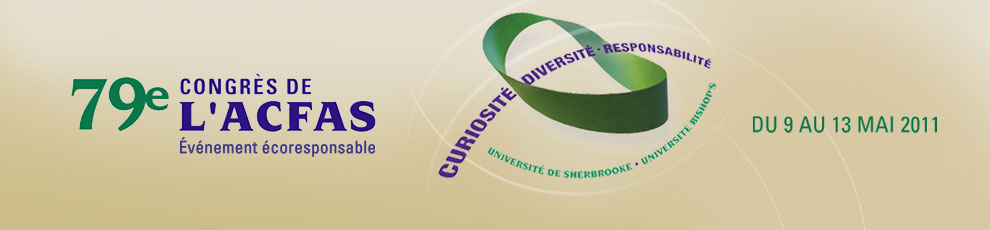 79e
CONGRÈS DE
L'ACFAS
Événement écoresponsable
CURIOSITÉ · DIVERSITÉ · RESPONSABILITÉ
UNIVERSITÉ DE SHERBROOKE • UNIVERSITE BISHOP'S
DU 9 AU 13 MAI 2011